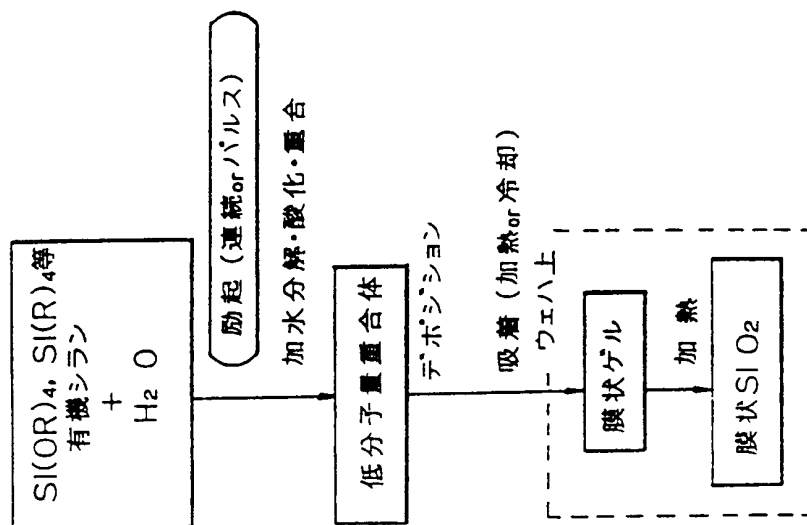 SI(OR)4, SI(R)4等
有機シラン
+
H2 O
励起 (連続orパルス)
加水分解・酸化・重合
低分子量重合体
デポジション
吸着 (加熱or冷却)
ウェハ上
膜状ゲル
加熱
膜状SI O2